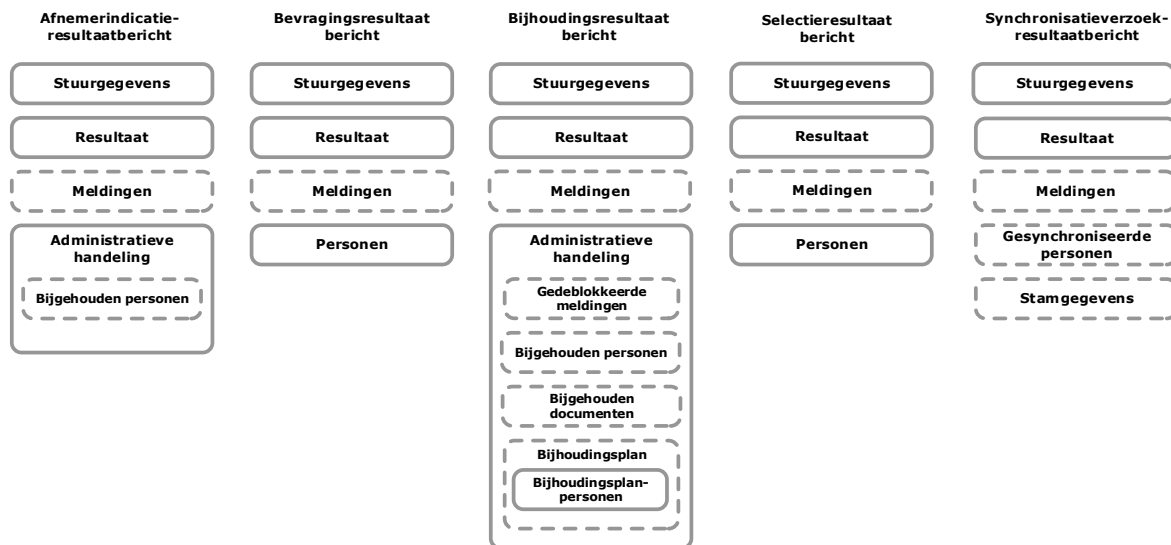 Afnemerindicatie-
resultaatbericht
Stuurgegevens
Resultaat
Meldingen
Administratieve
handeling
Bijgehouden personen
Bevragingsresultaat
bericht
Stuurgegevens
Resultaat
Meldingen
Personen
Bijhoudingsresultaat
bericht
Stuurgegevens
Resultaat
Meldingen
Administratieve
handeling
Gedeblokkeerde
meldingen
Bijgehouden personen
Bijgehouden
documenten
Bijhoudingsplan
Bijhoudingsplan-
personen
Selectieresultaat
bericht
Stuurgegevens
Resultaat
Meldingen
Personen
Synchronisatieverzoek-
resultaatbericht
Stuurgegevens
Resultaat
Meldingen
Gesynchroniseerde
personen
Stamgegevens